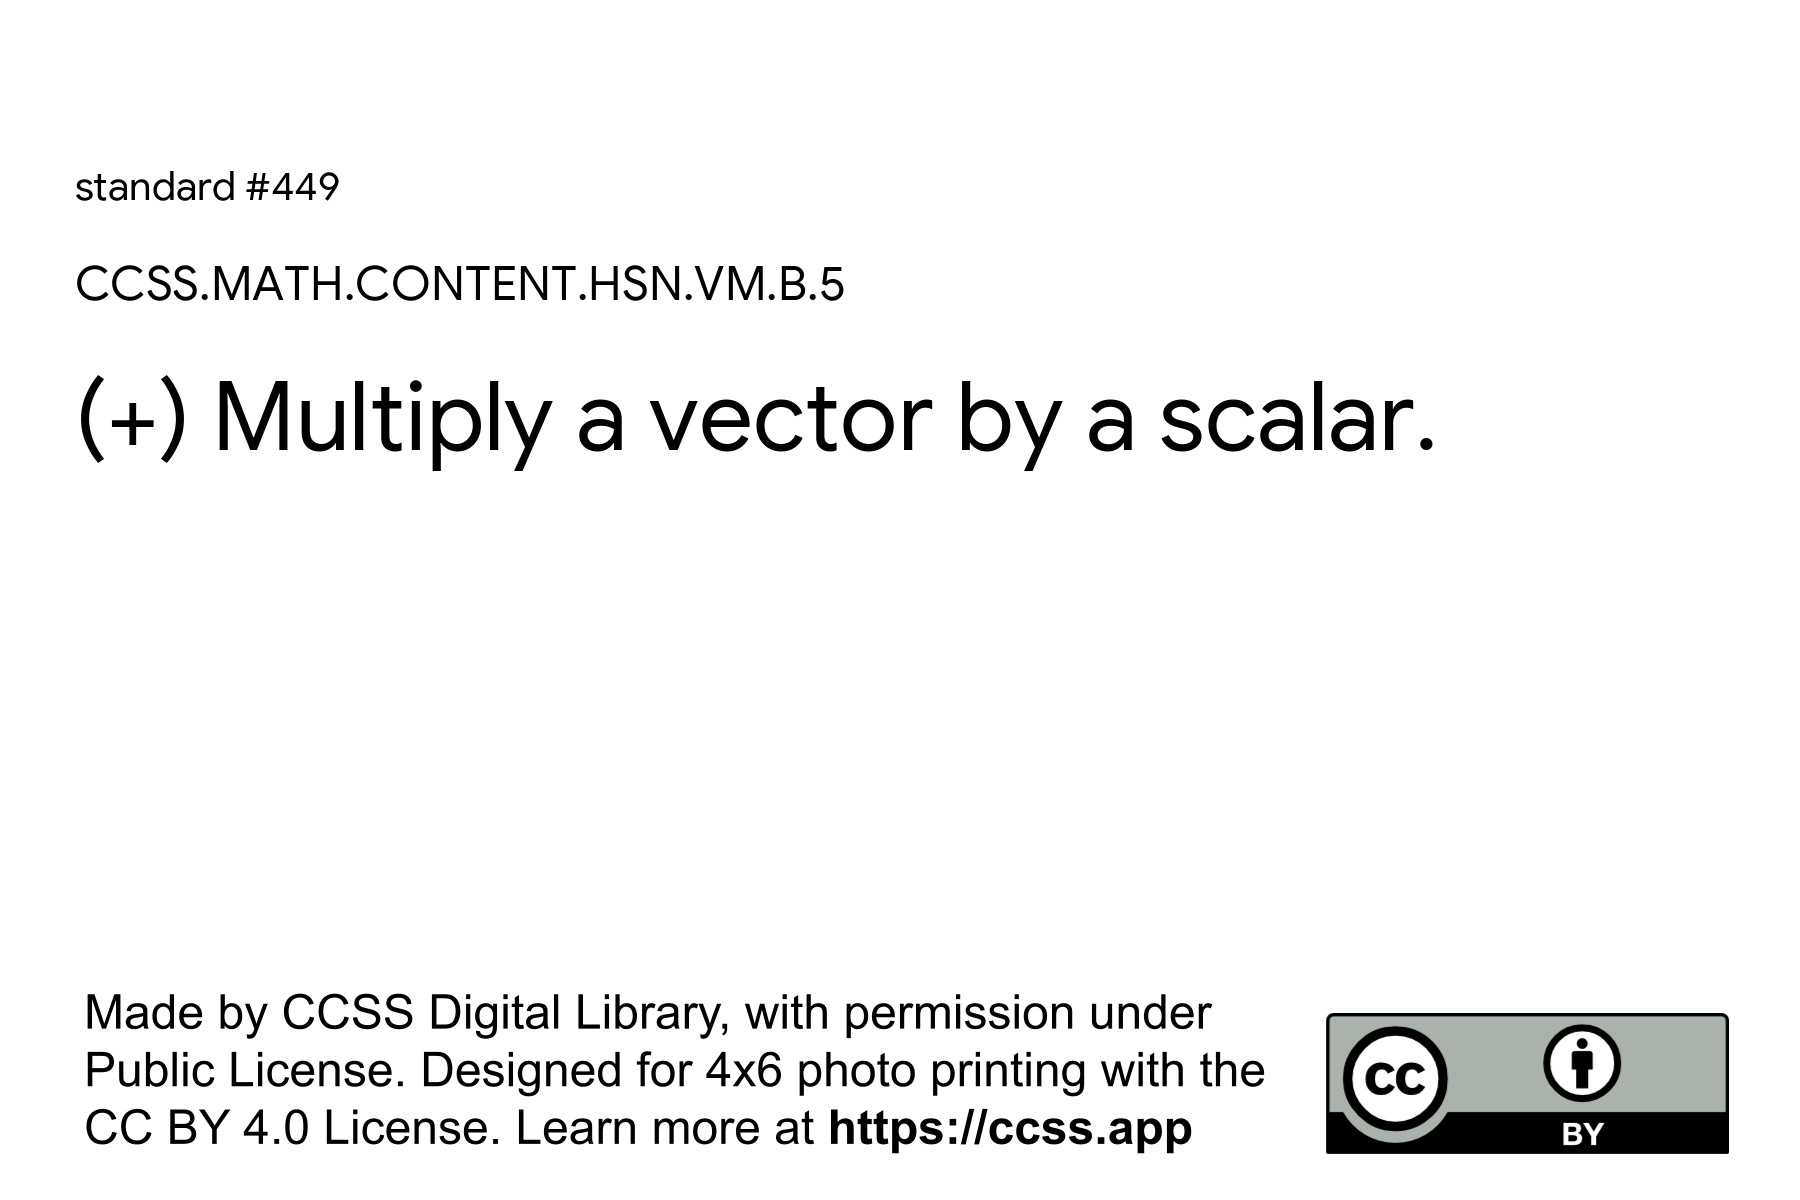 standard #449
CCSS.MATH.CONTENT.HSN.VM.B.5
(+) Multiply a vector by a scalar.
Made by CCSS Digital Library, with permission under
Public License. Designed for 4x6 photo printing with the
CC BY 4.0 License. Learn more at https://ccss.app
CC
BY